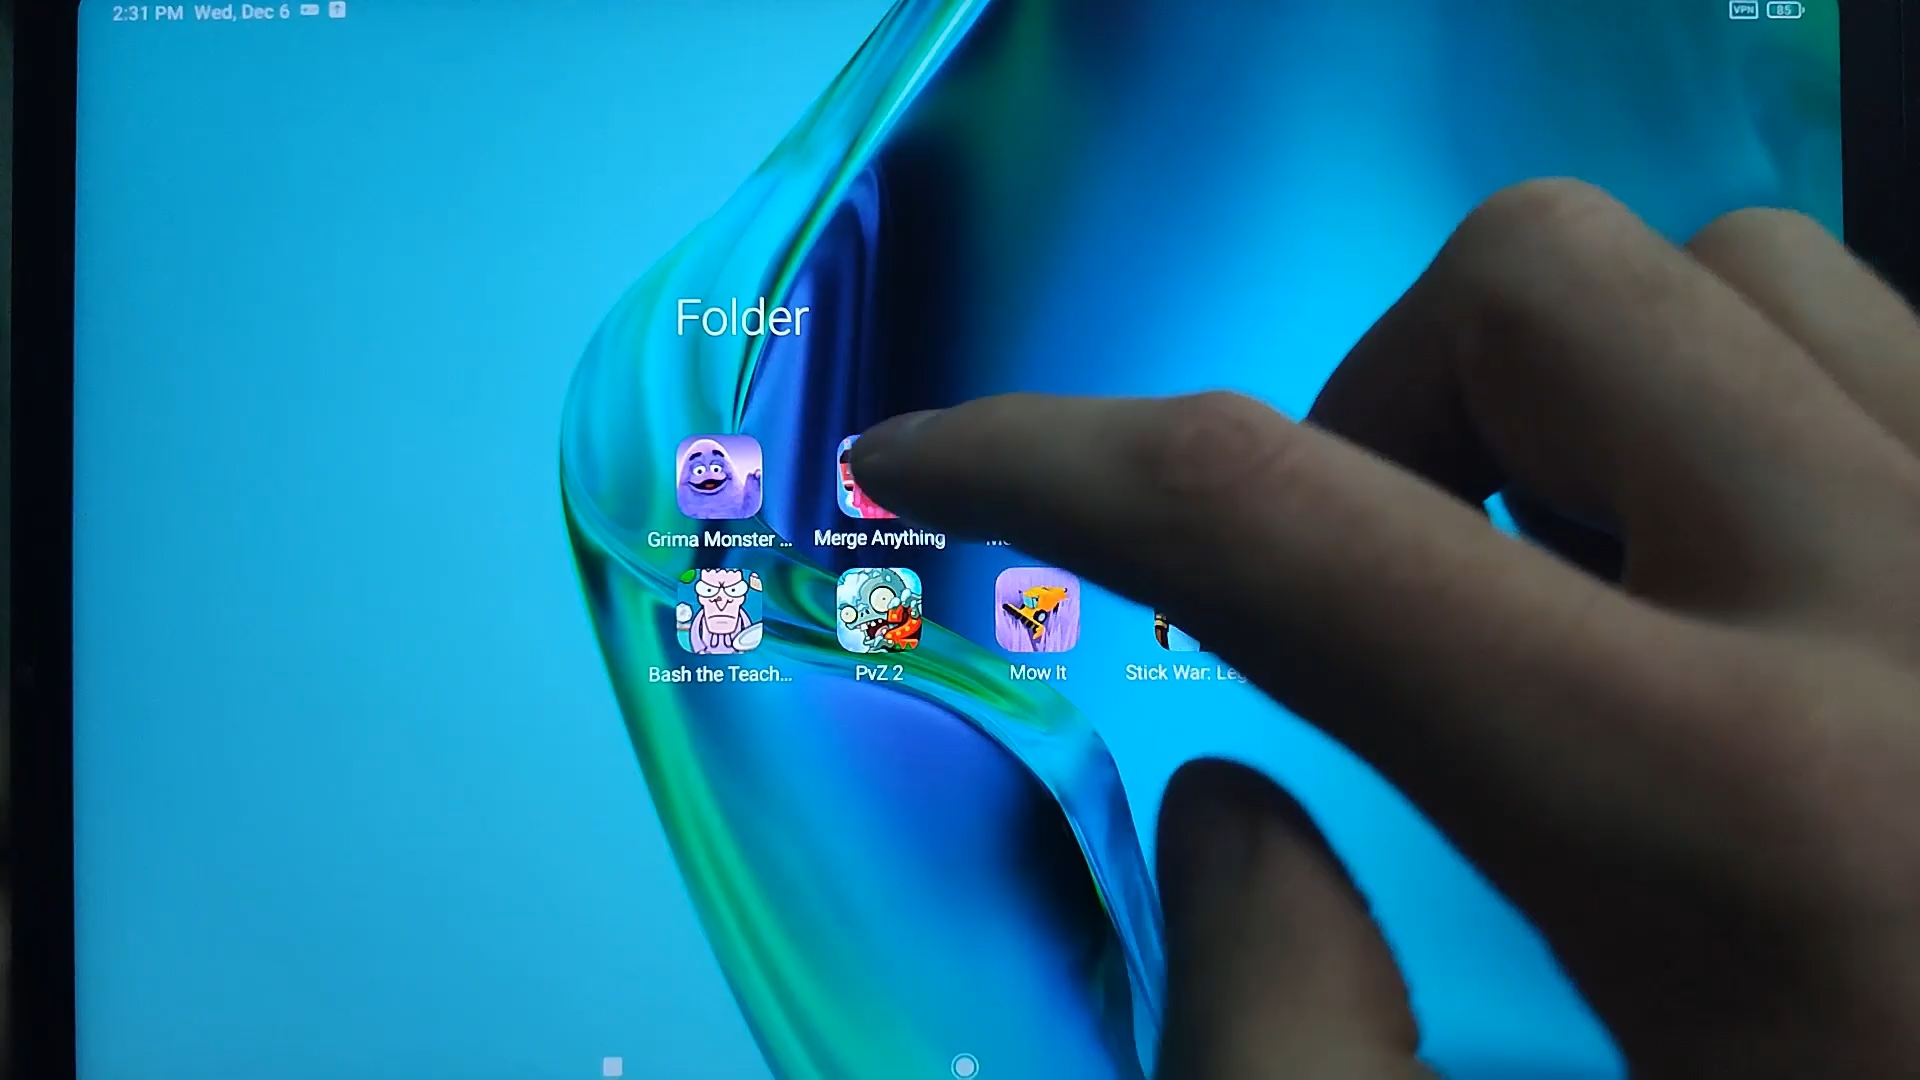 2:31 PM Wed, Dec 6
VPN 85
Folder
Grima Monster ...
Merge Anything
Bash the Teach...
PvZ 2
Mow It
Stick War: Leg